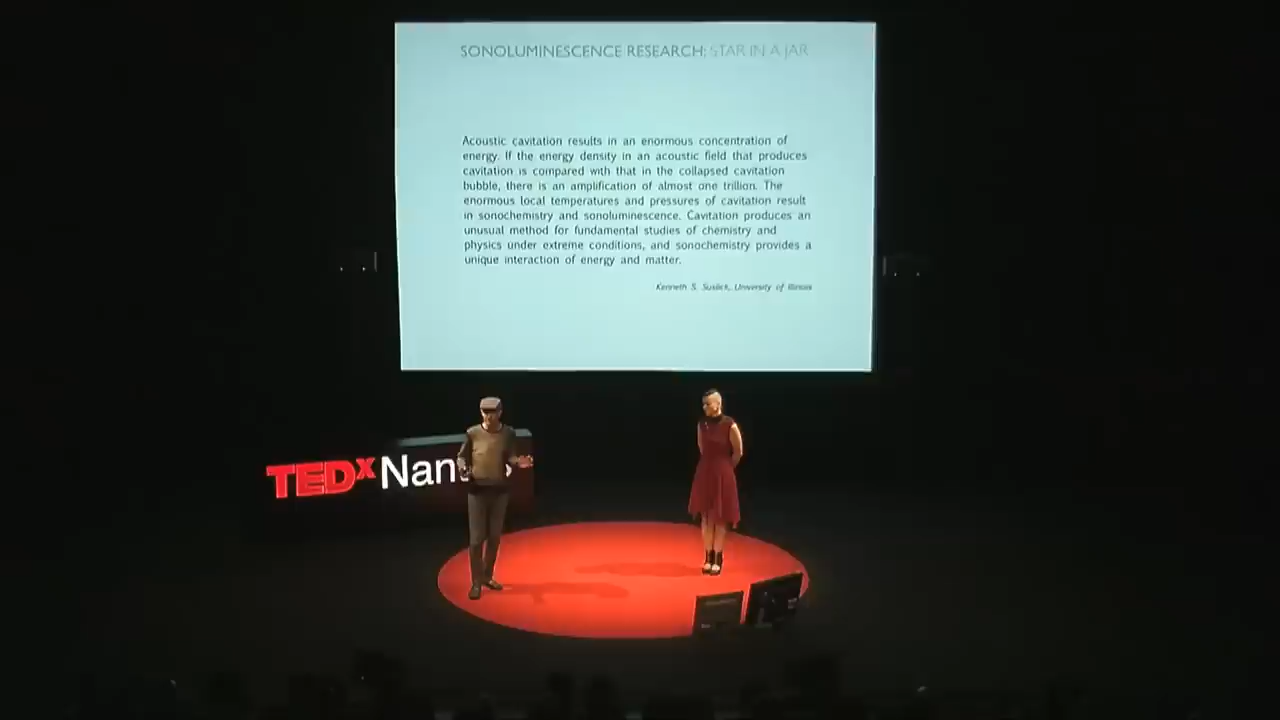 SONOLUMINESCENCE RESEARCH: STAR IN A JAR
Acoustic cavitation results in an enormous concentration of
energy. If the energy density in an acoustic field that produces
cavitation is compared with that in the collapsed cavitation
bubble, there is an amplification of almost one trillion. The
enormous local temperatures and pressures of cavitation result
in sonochemistry and sonoluminescence. Cavitation produces an
unusual method for fundamental studies of chemistry and
physics under extreme conditions, and sonochemistry provides a
unique interaction of energy and matter.
Kenneth S. Suslick, University of Illinois
TEDx